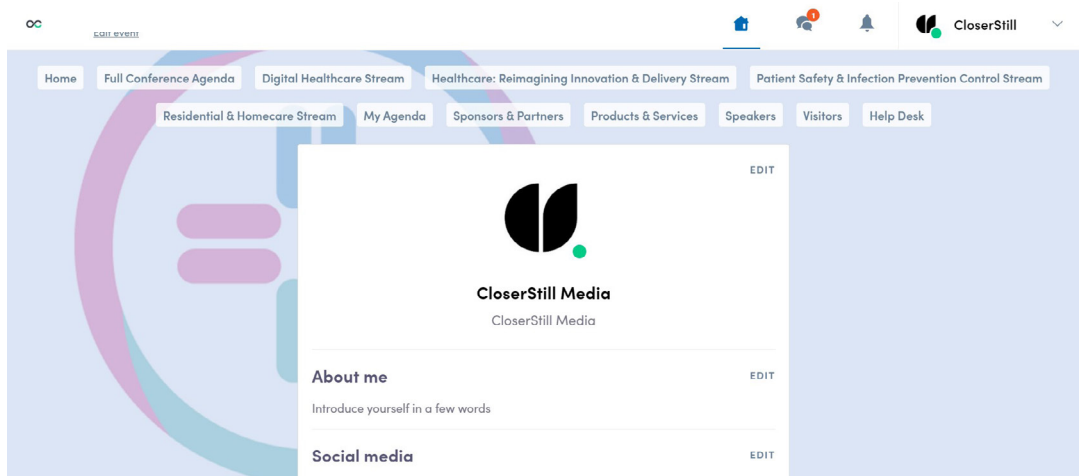 1
CloserStill
Edit event
Home Full Conference Agenda Digital Healthcare Stream Healthcare: Reimagining Innovation & Delivery Stream Patient Safety & Infection Prevention Control Stream
Residential & Homecare Stream My Agenda Sponsors & Partners Products & Services Speakers Visitors Help Desk
EDIT
CloserStill Media
CloserStill Media
About me EDIT
Introduce yourself in a few words
Social media EDIT